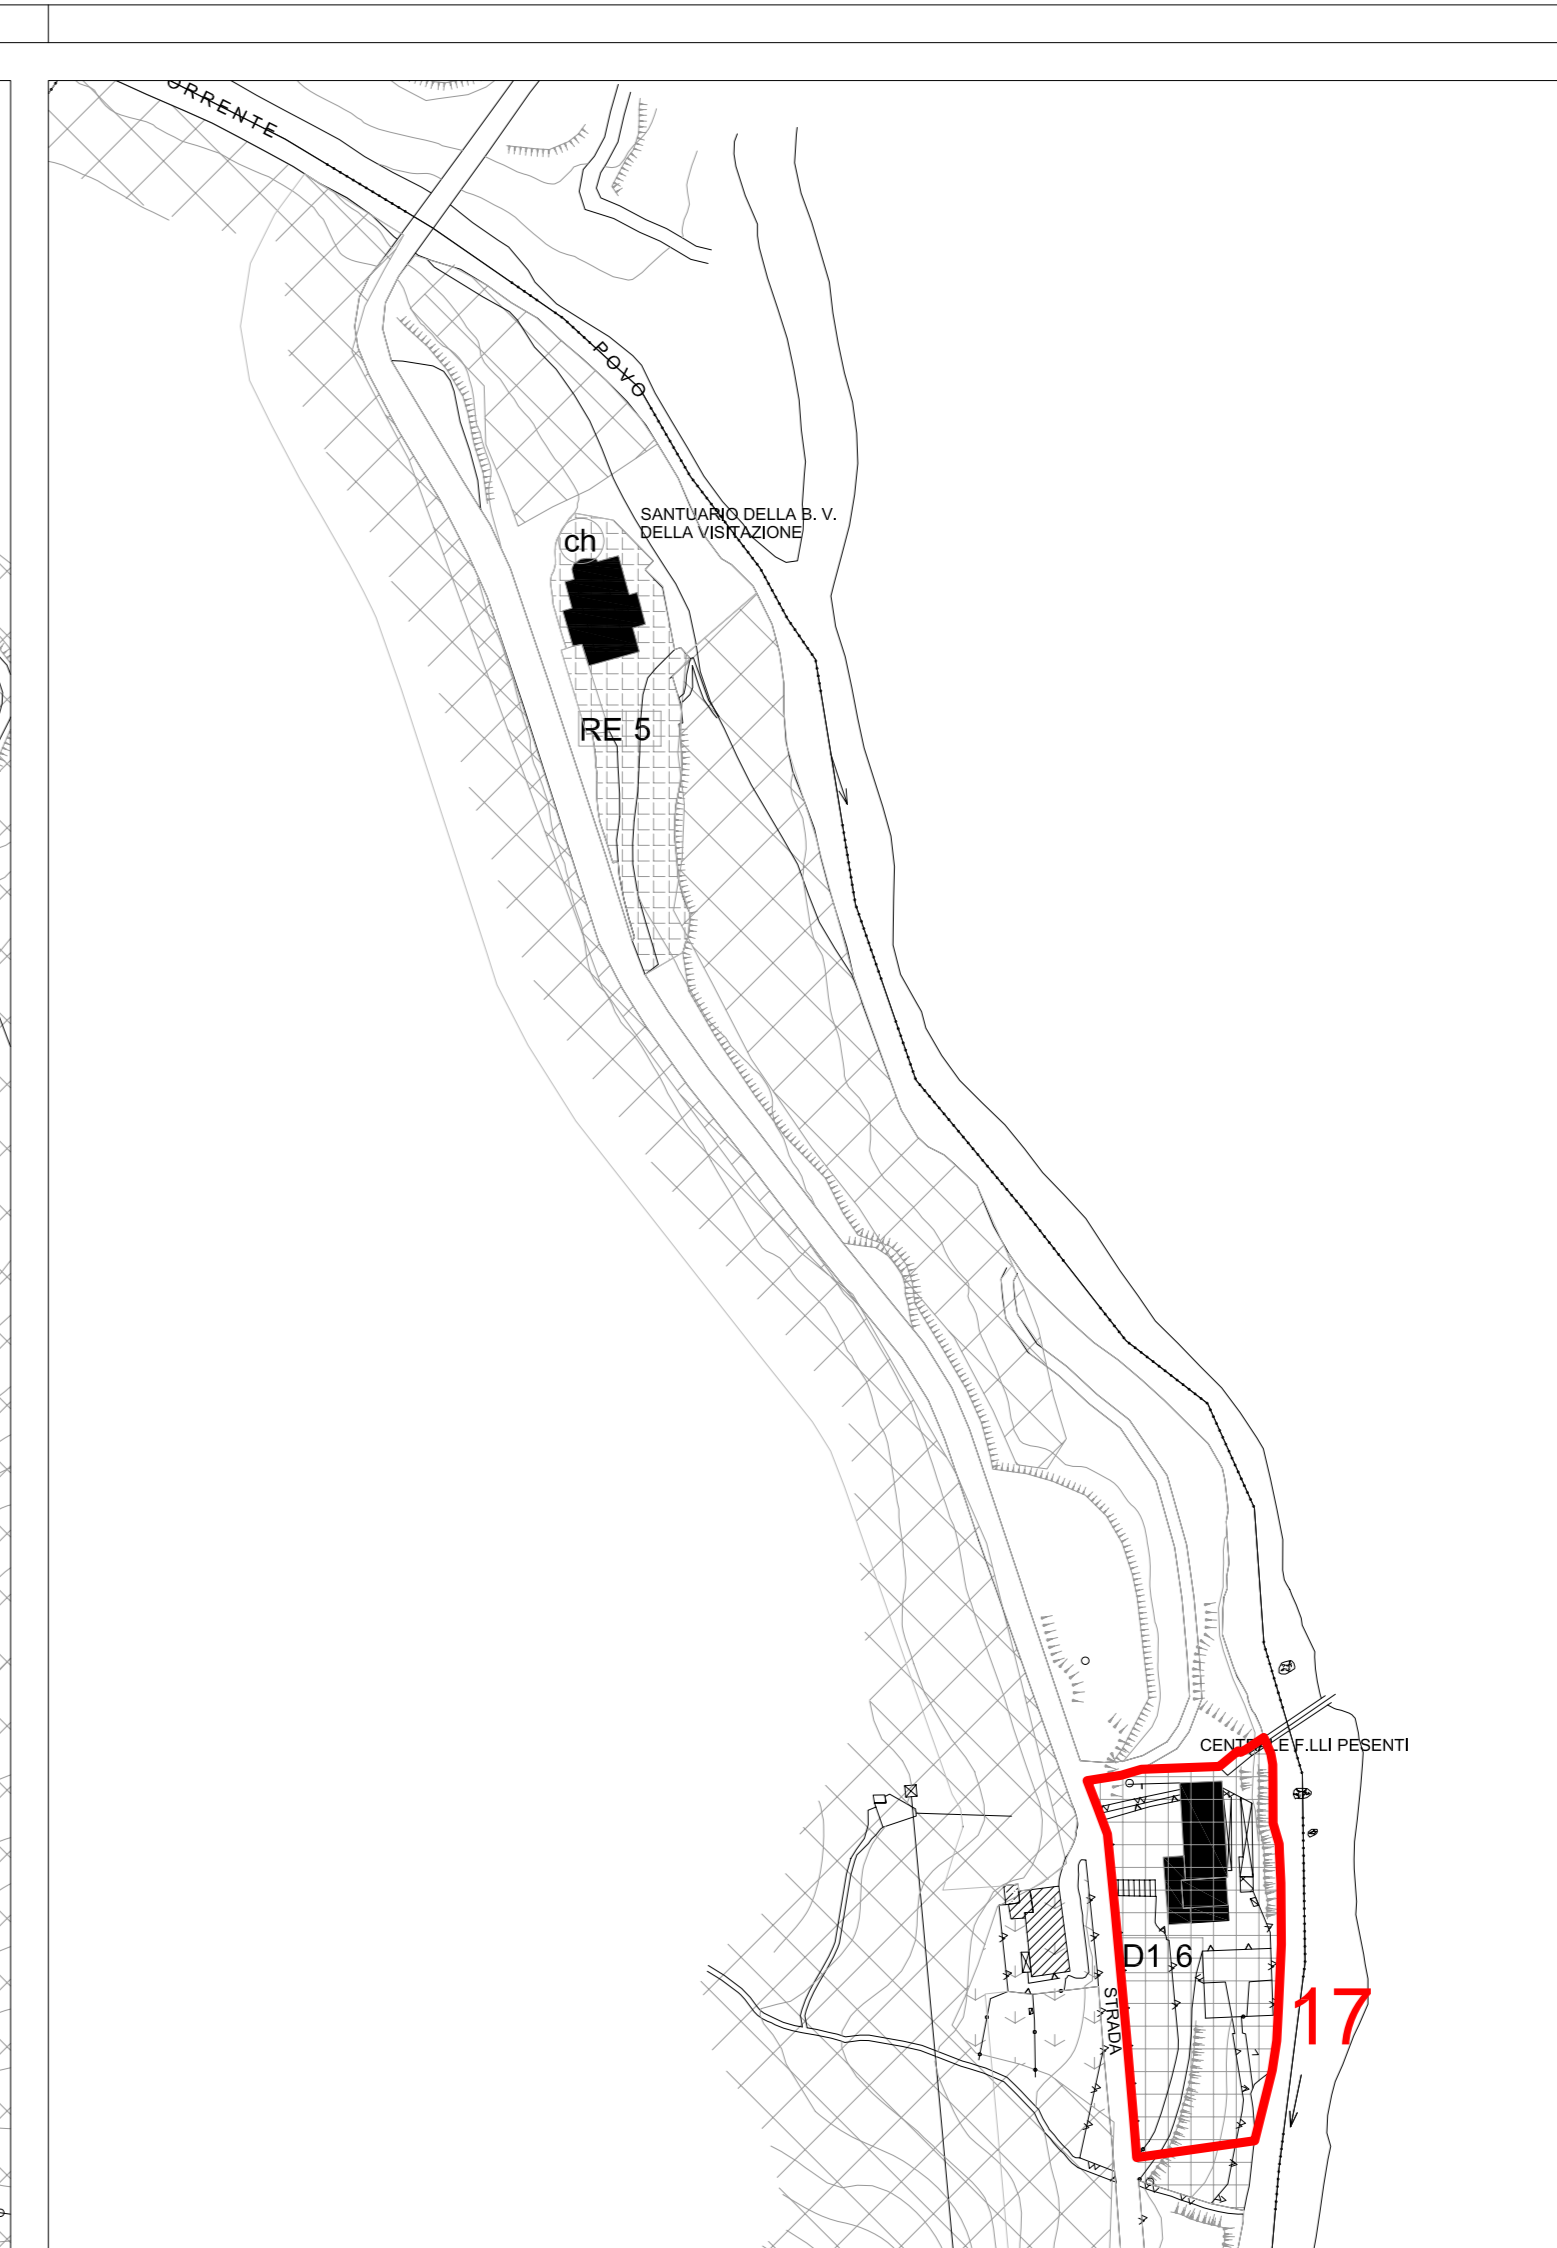 ORRENTE
POVO
SANTUARIO DELLA B. V.
DELLA VISITAZIONE
ch
RE 5
CENTRALE F.LLI PESENTI
D1 6
STRADA
17